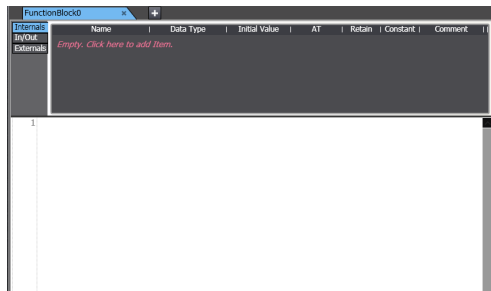 FunctionBlock0 × +
Internals Name Data Type Initial Value AT Retain Constant Comment
In/Out
Externals Empty. Click here to add Item.
1